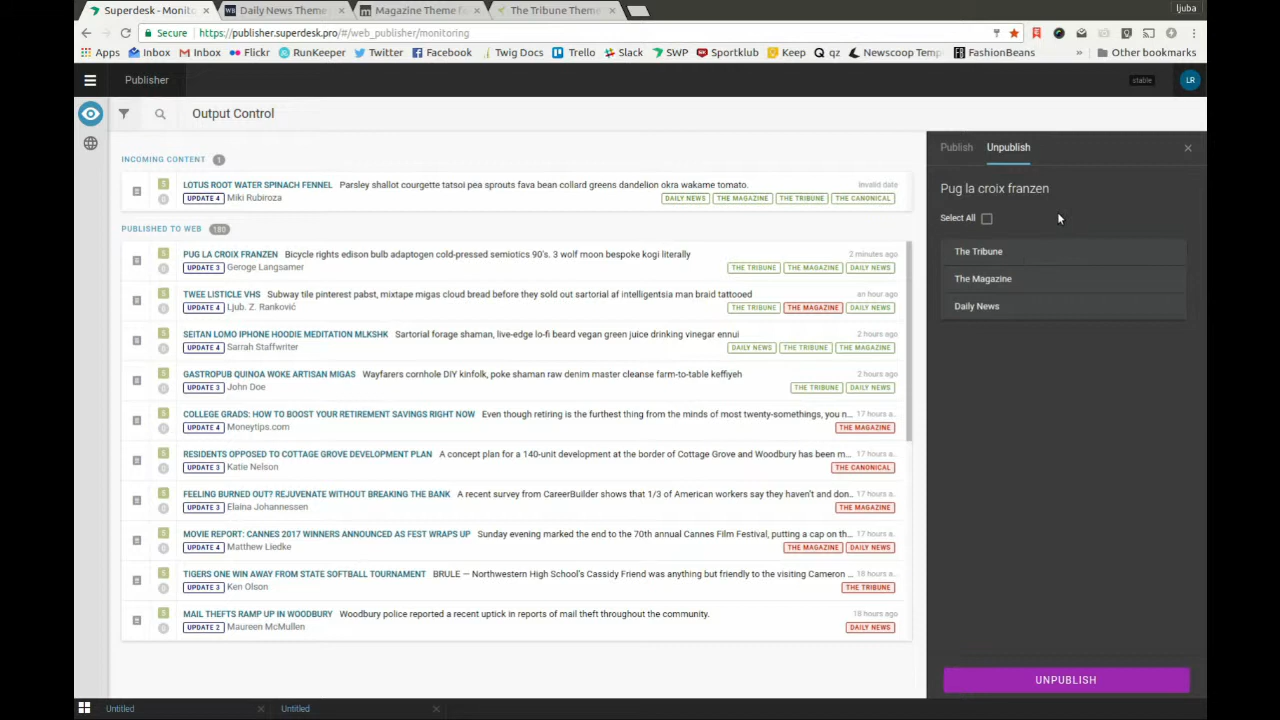 ljuba
Superdesk - Monito
Daily News Theme
Magazine Theme
The Tribune Theme
Secure https://publisher.superdesk.pro/#/web_publisher/monitoring
Apps Inbox Inbox Flickr RunKeeper Twitter Facebook Twig Docs Trello Slack SWP Sportklub Keep qz Newscoop Temp FashionBeans » Other bookmarks
Publisher stable LR
Output Control
INCOMING CONTENT 1
LOTUS ROOT WATER SPINACH FENNEL Parsley shallot courgette tatsoi pea sprouts fava bean collard greens dandelion okra wakame tomato. Invalid date
UPDATE 4 Miki Rubiroza DAILY NEWS THE MAGAZINE THE TRIBUNE THE CANONICAL
PUBLISHED TO WEB 180
PUG LA CROIX FRANZEN Bicycle rights edison bulb adaptogen cold-pressed semiotics 90's. 3 wolf moon bespoke kogi literally 2 minutes ago
UPDATE 3 Geroge Langsamer THE TRIBUNE THE MAGAZINE DAILY NEWS
TWEE LISTICLE VHS Subway tile pinterest pabst, mixtape migas cloud bread before they sold out sartorial af intelligentsia man braid tattooed an hour ago
UPDATE 4 Ljub. Z. Ranković THE TRIBUNE THE MAGAZINE DAILY NEWS
SEITAN LOMO IPHONE HOODIE MEDITATION MLKSHK Sartorial forage shaman, live-edge lo-fi beard vegan green juice drinking vinegar ennui 2 hours ago
UPDATE 4 Sarrah Staffwriter DAILY NEWS THE TRIBUNE THE MAGAZINE
GASTROPUB QUINOA WOKE ARTISAN MIGAS Wayfarers cornhole DIY kinfolk, poke shaman raw denim master cleanse farm-to-table keffiyeh 2 hours ago
UPDATE 3 John Doe THE TRIBUNE DAILY NEWS
COLLEGE GRADS: HOW TO BOOST YOUR RETIREMENT SAVINGS RIGHT NOW Even though retiring is the furthest thing from the minds of most twenty-somethings, you n... 17 hours a..
UPDATE 4 Moneytips.com THE MAGAZINE
RESIDENTS OPPOSED TO COTTAGE GROVE DEVELOPMENT PLAN A concept plan for a 140-unit development at the border of Cottage Grove and Woodbury has been m... 17 hours a..
UPDATE 3 Katie Nelson THE CANONICAL
FEELING BURNED OUT? REJUVENATE WITHOUT BREAKING THE BANK A recent survey from CareerBuilder shows that 1/3 of American workers say they haven't and don... 17 hours a..
UPDATE 3 Elaina Johannessen THE MAGAZINE
MOVIE REPORT: CANNES 2017 WINNERS ANNOUNCED AS FEST WRAPS UP Sunday evening marked the end to the 70th annual Cannes Film Festival, putting a cap on th... 17 hours a..
UPDATE 4 Matthew Liedke THE MAGAZINE DAILY NEWS
TIGERS ONE WIN AWAY FROM STATE SOFTBALL TOURNAMENT BRULE — Northwestern High School's Cassidy Friend was anything but friendly to the visiting Cameron ... 18 hours a..
UPDATE 3 Ken Olson THE TRIBUNE
MAIL THEFTS RAMP UP IN WOODBURY Woodbury police reported a recent uptick in reports of mail theft throughout the community. 18 hours ago
UPDATE 2 Maureen McMullen DAILY NEWS
Publish Unpublish
Pug la croix franzen
Select All
The Tribune
The Magazine
Daily News
UNPUBLISH
Untitled
Untitled